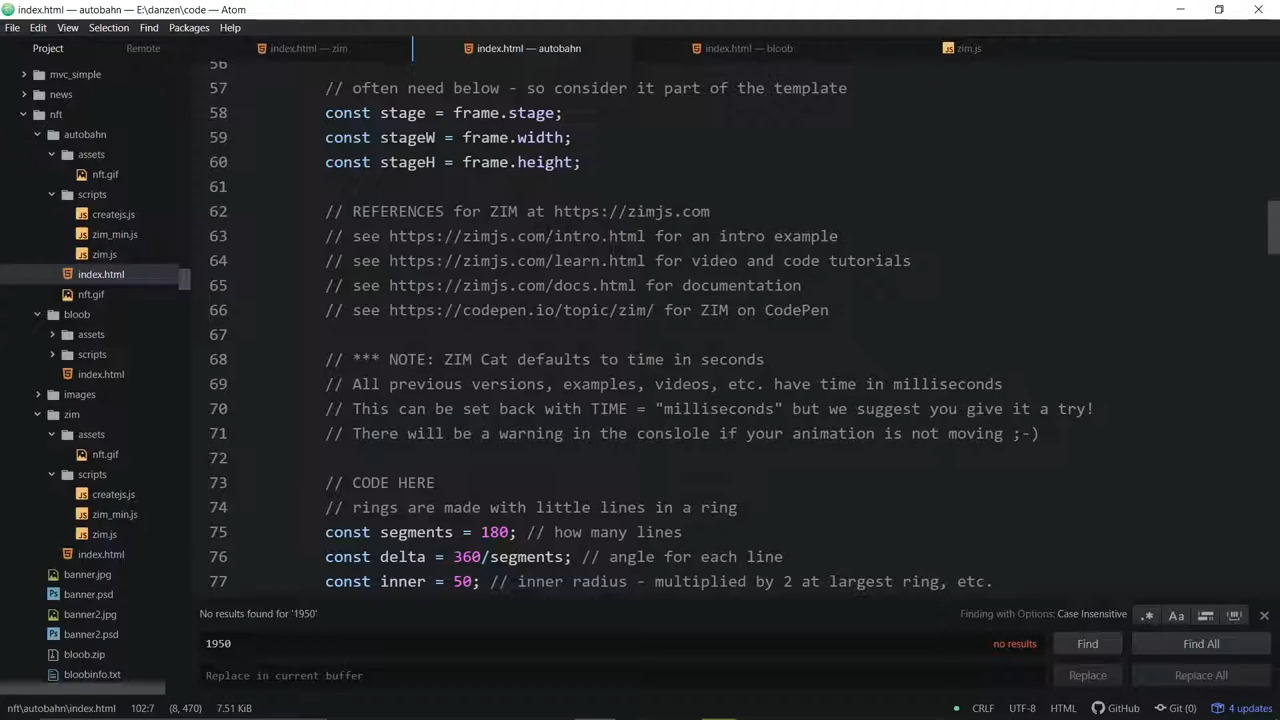 index.html — autobahn — E:\danzen\code — Atom
File Edit View Selection Find Packages Help
Project Remote
index.html — zim
index.html — autobahn
index.html — bloob
zim.js
mvc_simple
news
nft
autobahn
assets
nft.gif
scripts
createjs.js
zim_min.js
zim.js
index.html
nft.gif
bloob
assets
scripts
index.html
images
zim
assets
nft.gif
scripts
createjs.js
zim_min.js
zim.js
index.html
banner.jpg
banner.psd
banner2.jpg
banner2.psd
bloob.zip
bloobinfo.txt
56
57 // often need below - so consider it part of the template
58 const stage = frame.stage;
59 const stageW = frame.width;
60 const stageH = frame.height;
61
62 // REFERENCES for ZIM at https://zimjs.com
63 // see https://zimjs.com/intro.html for an intro example
64 // see https://zimjs.com/learn.html for video and code tutorials
65 // see https://zimjs.com/docs.html for documentation
66 // see https://codepen.io/topic/zim/ for ZIM on CodePen
67
68 // *** NOTE: ZIM Cat defaults to time in seconds
69 // All previous versions, examples, videos, etc. have time in milliseconds
70 // This can be set back with TIME = "milliseconds" but we suggest you give it a try!
71 // There will be a warning in the conslole if your animation is not moving ;-)
72
73 // CODE HERE
74 // rings are made with little lines in a ring
75 const segments = 180; // how many lines
76 const delta = 360/segments; // angle for each line
77 const inner = 50; // inner radius - multiplied by 2 at largest ring, etc.
No results found for '1950'
Finding with Options: Case Insensitive
.* Aa
1950
no results
Find
Find All
Replace in current buffer
Replace
Replace All
nft\autobahn\index.html 102:7 (8, 470) 7.51 KiB
CRLF UTF-8 HTML GitHub Git (0) 4 updates